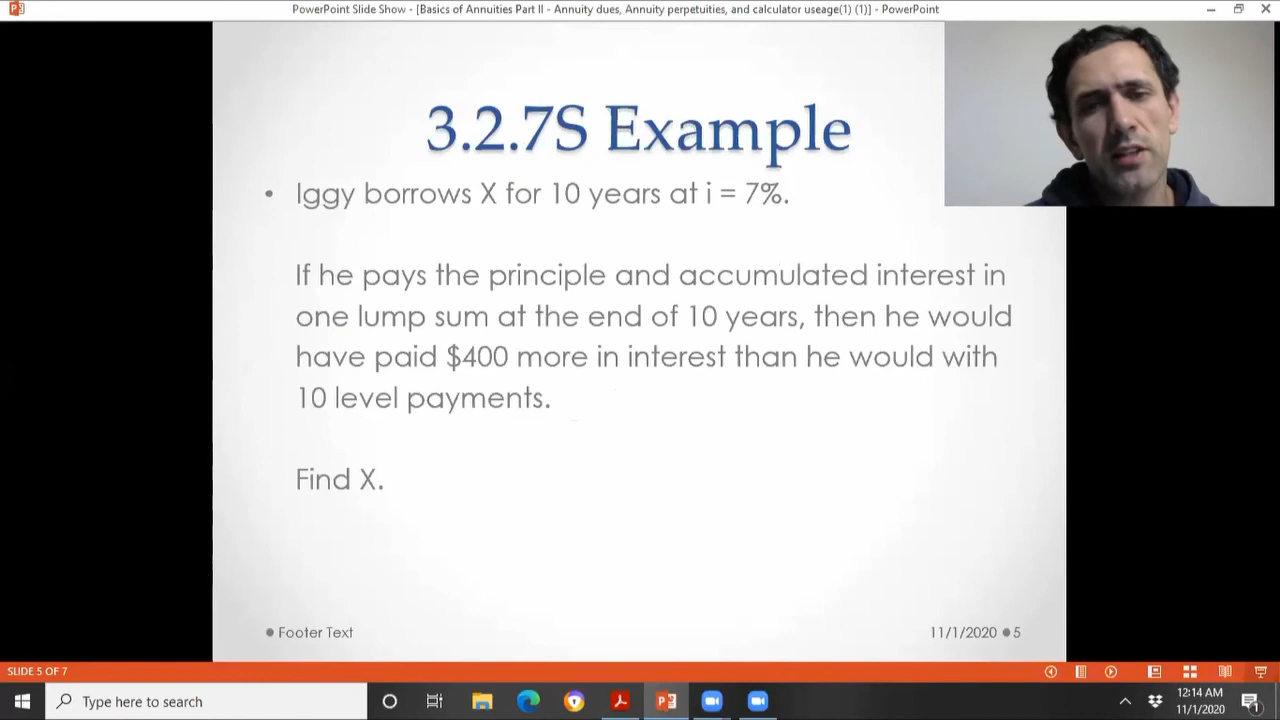 PowerPoint Slide Show - [Basics of Annuities Part II - Annuity dues, Annuity perpetuities, and calculator useage(1) (1)] - PowerPoint
3.2.7S Example
• Iggy borrows X for 10 years at i = 7%.
If he pays the principle and accumulated interest in
one lump sum at the end of 10 years, then he would
have paid $400 more in interest than he would with
10 level payments.
Find X.
Footer Text
11/1/2020 5
SLIDE 5 OF 7
Type here to search
12:14 AM
11/1/2020
1